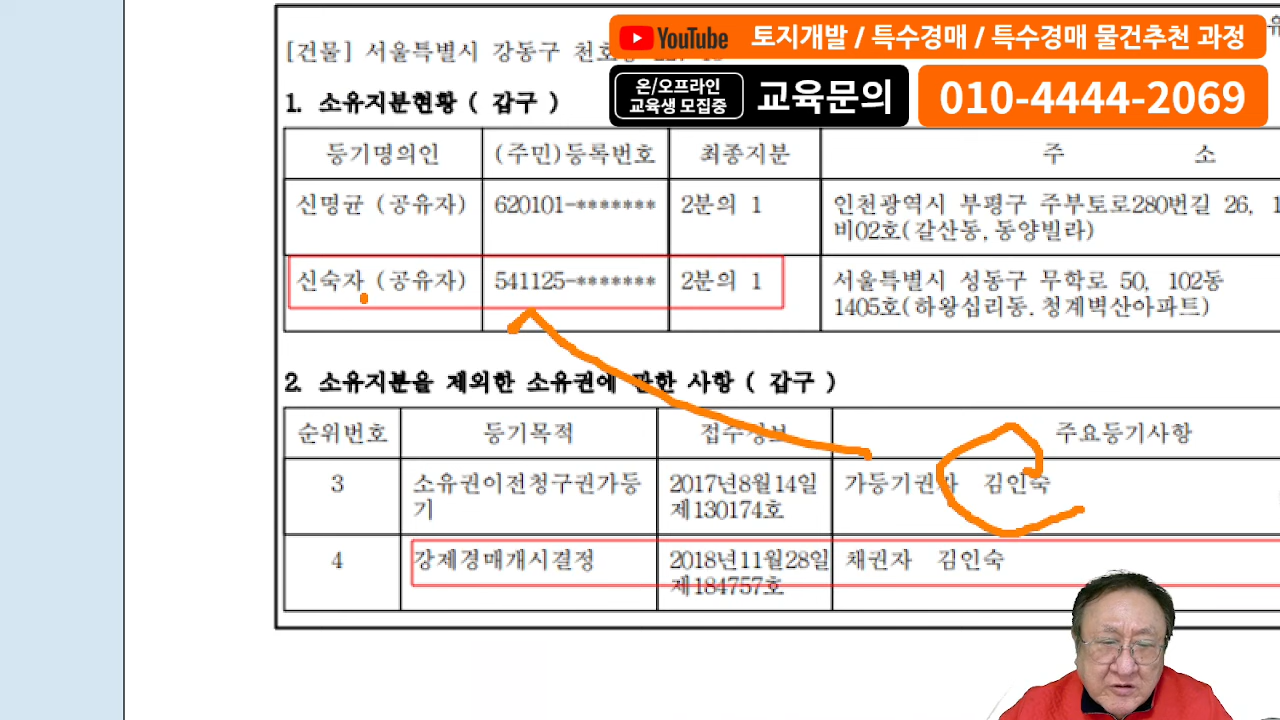 YouTube 토지개발 / 특수경매 / 특수경매 물건추천 과정
온/오프라인
교육생 모집중
교육문의
010-4444-2069
[건물] 서울특별시 강동구
1. 소유지분현황 ( 갑구 )
등기명의인 (주민)등록번호 최종지분 주 소
신명균 (공유자) 620101-******* 2분의 1 인천광역시 부평구 주부토로280번길 26,
비02호(갈산동,동양빌라)
신숙자 (공유자) 541125-******* 2분의 1 서울특별시 성동구 무학로 50, 102동
1405호(하왕십리동,청계벽산아파트)
2. 소유지분을 제외한 소유권에 관한 사항 ( 갑구 )
순위번호 등기목적 접수정보 주요등기사항
3 소유권이전청구권가등 2017년8월14일 가등기권자 김인숙
기 제130174호
4 강제경매개시결정 2018년11월28일 채권자 김인숙
제184757호